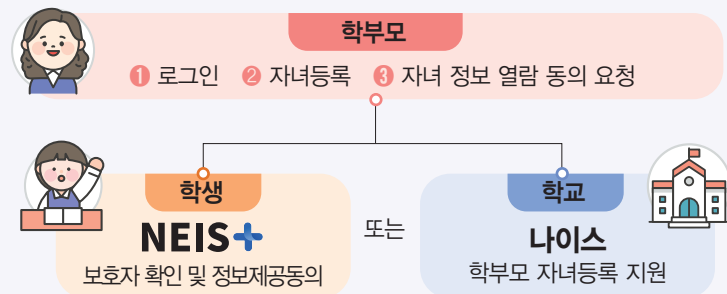 학부모
❶ 로그인 ❷ 자녀등록 ❸ 자녀 정보 열람 동의 요청
학생
NEIS+
보호자 확인 및 정보제공동의
또는
학교
나이스
학부모 자녀등록 지원